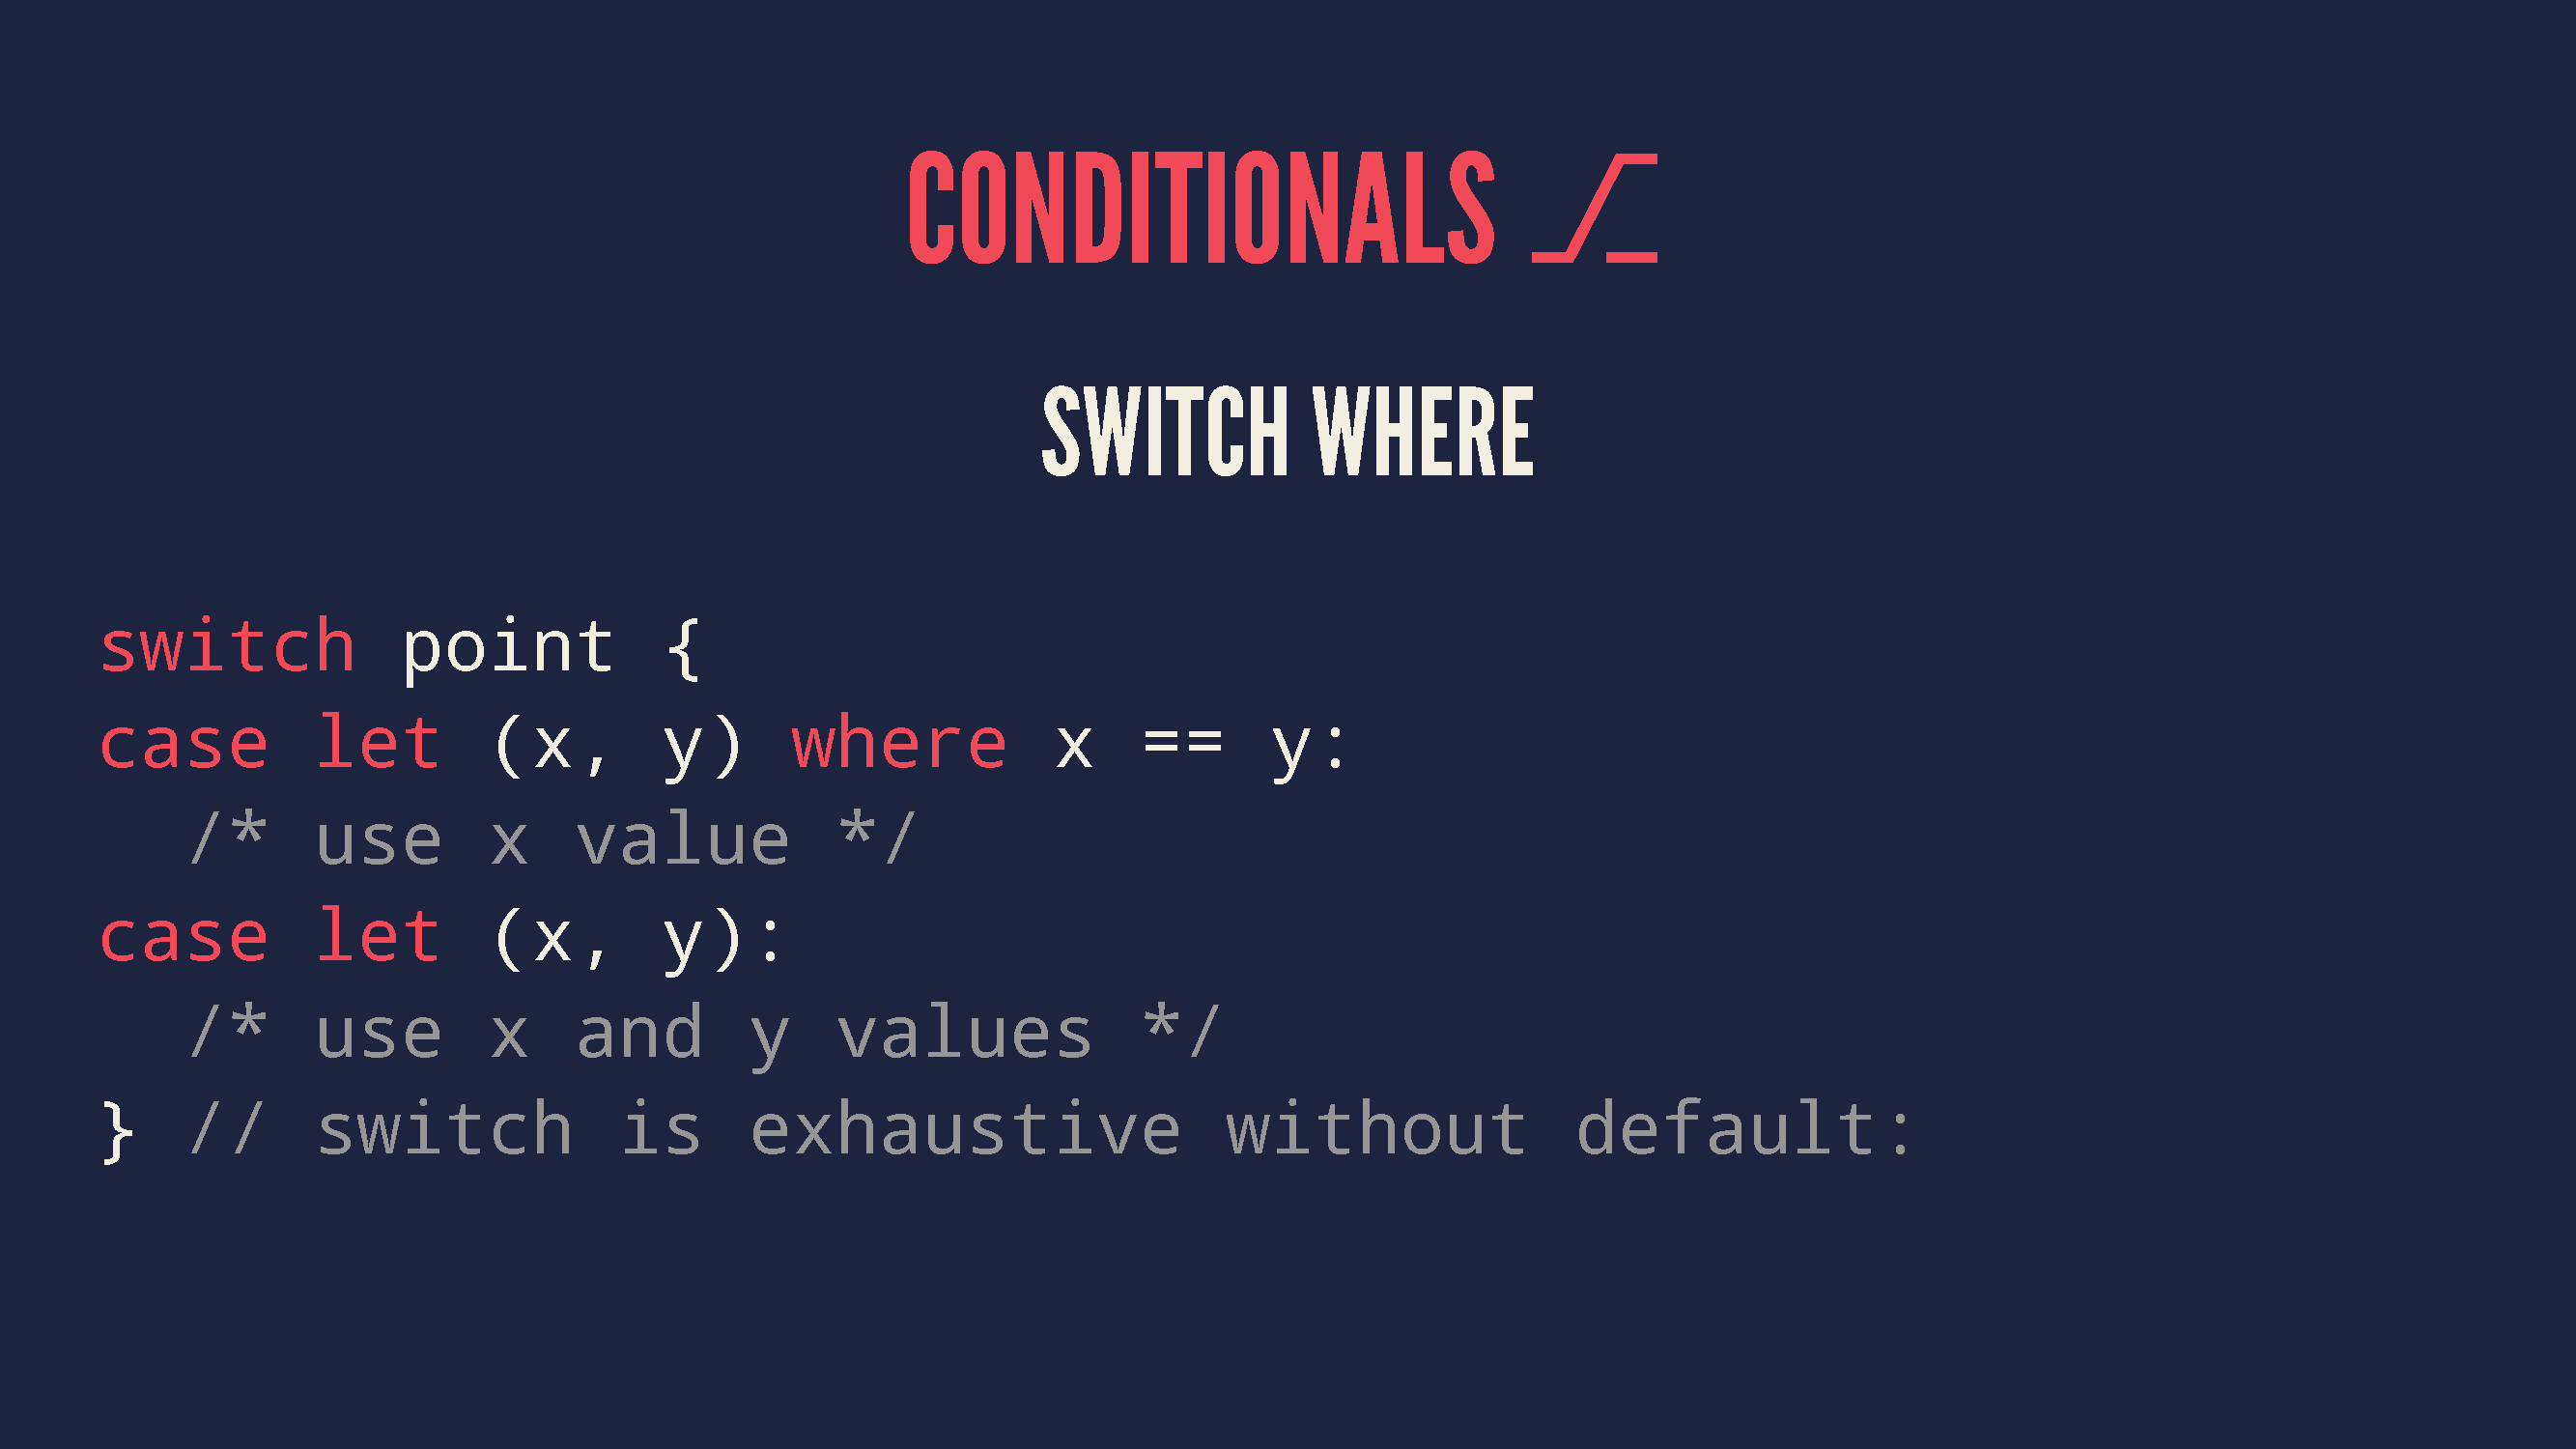 CONDITIONALS ⌥
SWITCH WHERE
switch point {
case let (x, y) where x == y:
  /* use x value */
case let (x, y):
  /* use x and y values */
} // switch is exhaustive without default: